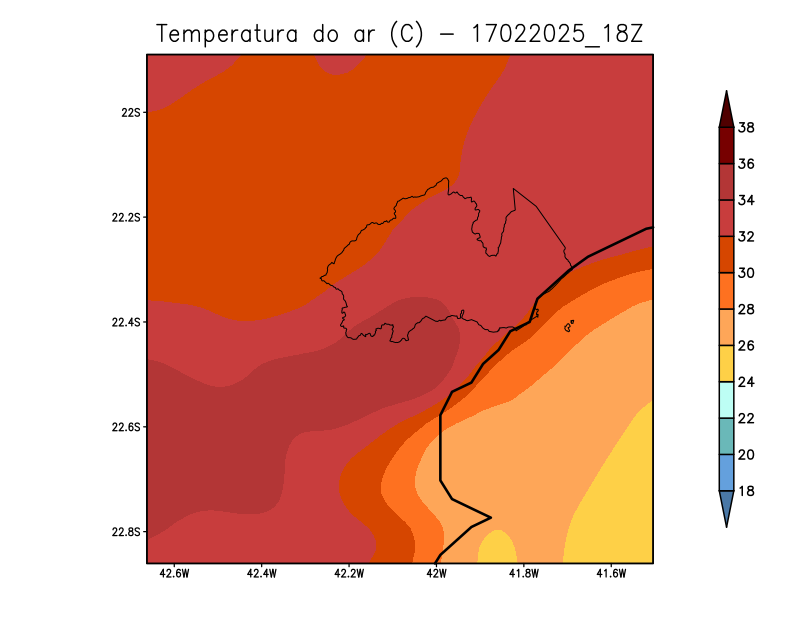 Temperatura do ar (C) - 17022025_18Z
22S
22.2S
22.4S
22.6S
22.8S
42.6W
42.4W
42.2W
42W
41.8W
41.6W
38
36
34
32
30
28
26
24
22
20
18